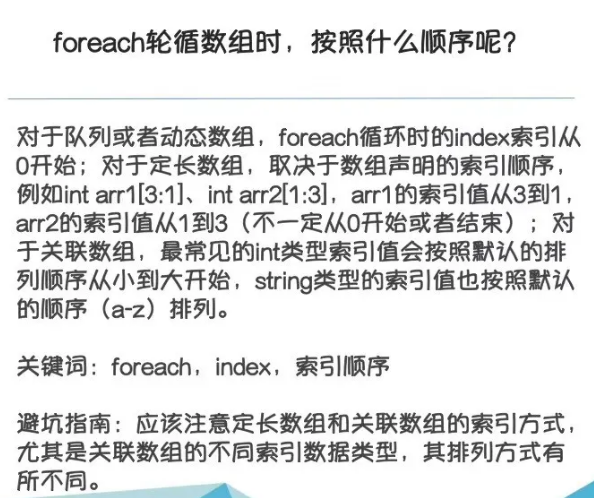 foreach轮循数组时，按照什么顺序呢？
对于队列或者动态数组，foreach循环时的index索引从
0开始；对于定长数组，取决于数组声明的索引顺序，
例如int arr1[3:1]、int arr2[1:3]，arr1的索引值从3到1，
arr2的索引值从1到3（不一定从0开始或者结束）；对
于关联数组，最常见的int类型索引值会按照默认的排
列顺序从小到大开始，string类型的索引值也按照默认
的顺序（a-z）排列。
关键词：foreach，index，索引顺序
避坑指南：应该注意定长数组和关联数组的索引方式，
尤其是关联数组的不同索引数据类型，其排列方式有
所不同。